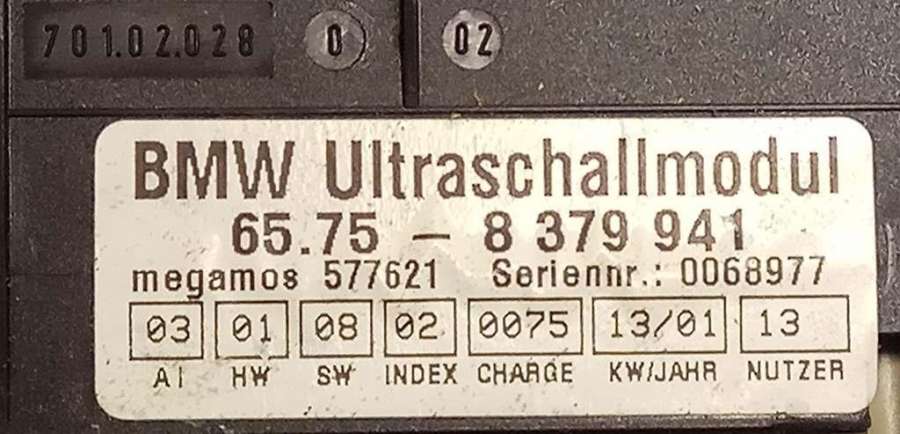 701.02.028 0 02
BMW Ultraschallmodul
65.75 - 8 379 941
megamos 577621 Seriennr.: 0068977
03 01 08 02 0075 13/01 13
AI HW SW INDEX CHARGE KW/JAHR NUTZER